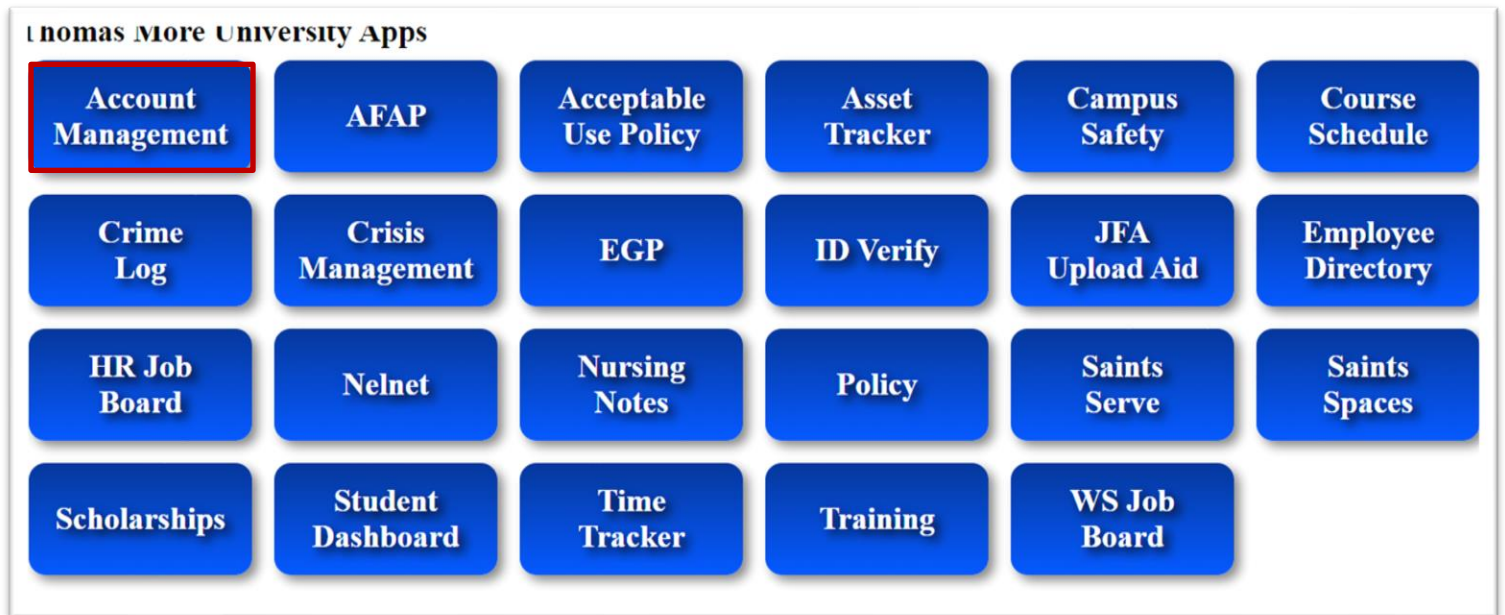 Thomas More University Apps
Account
Management
AFAP
Acceptable
Use Policy
Asset
Tracker
Campus
Safety
Course
Schedule
Crime
Log
Crisis
Management
EGP
ID Verify
JFA
Upload Aid
Employee
Directory
HR Job
Board
Nelnet
Nursing
Notes
Policy
Saints
Serve
Saints
Spaces
Scholarships
Student
Dashboard
Time
Tracker
Training
WS Job
Board